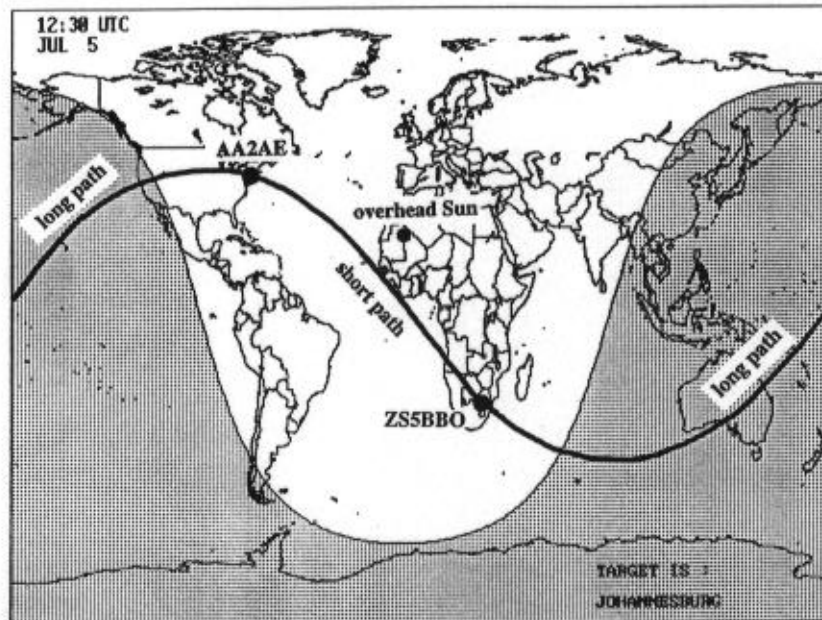 12:30 UTC
JUL 5
AA2AE
long path
overhead Sun
short path
long path
ZS5BBO
TARGET IS :
JOHANNESBURG